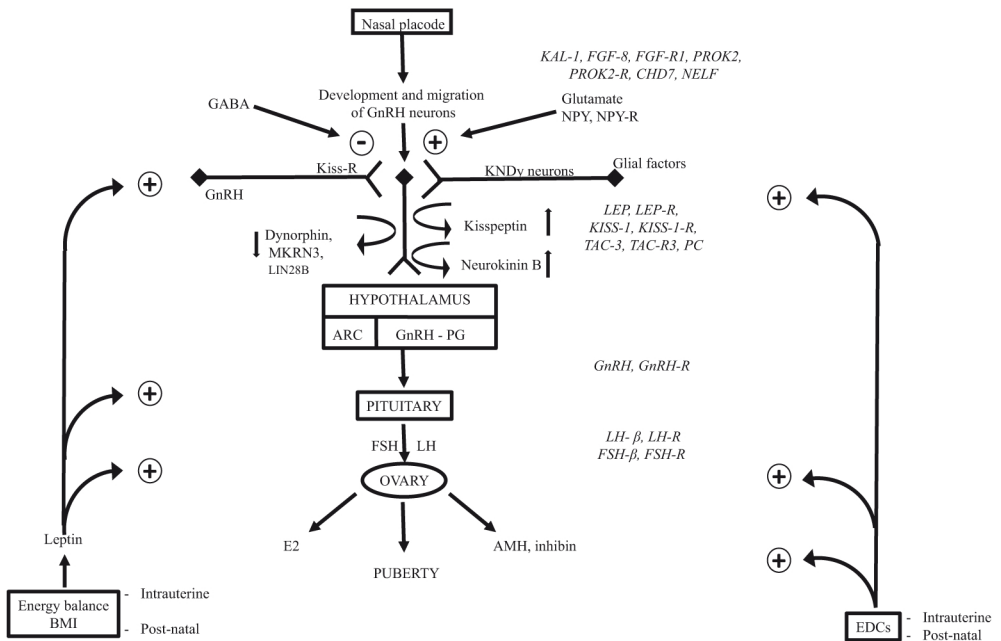 Nasal placode
KAL-1, FGF-8, FGF-R1, PROK2,
PROK2-R, CHD7, NELF
Development and migration
of GnRH neurons
GABA
Glutamate
NPY, NPY-R
-
+
Kiss-R
KNDy neurons
Glial factors
GnRH
+
+
LEP, LEP-R,
KISS-1, KISS-1-R,
TAC-3, TAC-R3, PC
Kisspeptin
Dynorphin,
MKRN3,
LIN28B
Neurokinin B
HYPOTHALAMUS
ARC
GnRH - PG
GnRH, GnRH-R
+
PITUITARY
FSH
LH
LH- β, LH-R
FSH-β, FSH-R
+
+
OVARY
E2
AMH, inhibin
Leptin
+
PUBERTY
Energy balance
BMI
- Intrauterine
- Post-natal
EDCs
- Intrauterine
- Post-natal